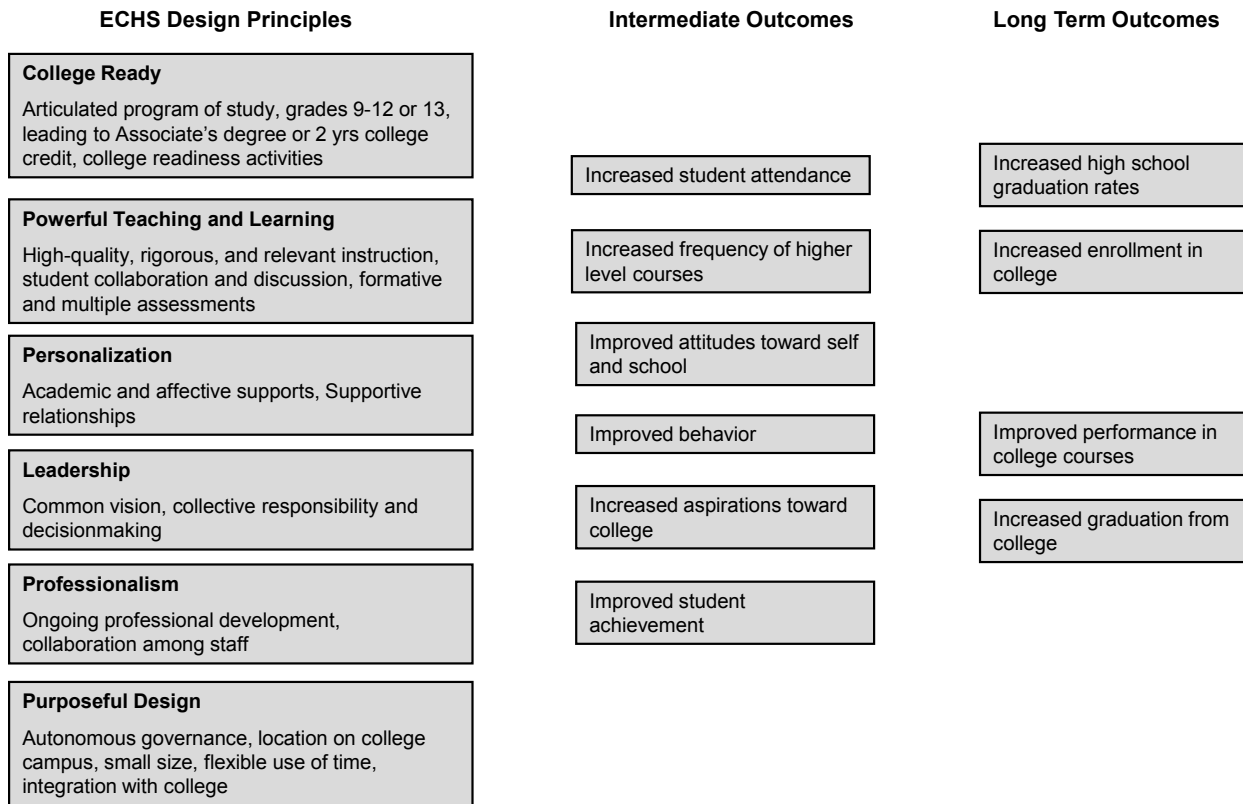 ECHS Design Principles
College Ready
Articulated program of study, grades 9-12 or 13,
leading to Associate’s degree or 2 yrs college
credit, college readiness activities
Powerful Teaching and Learning
High-quality, rigorous, and relevant instruction,
student collaboration and discussion, formative
and multiple assessments
Personalization
Academic and affective supports, Supportive
relationships
Leadership
Common vision, collective responsibility and
decisionmaking
Professionalism
Ongoing professional development,
collaboration among staff
Purposeful Design
Autonomous governance, location on college
campus, small size, flexible use of time,
integration with college
Intermediate Outcomes
Increased student attendance
Increased frequency of higher
level courses
Improved attitudes toward self
and school
Improved behavior
Increased aspirations toward
college
Improved student
achievement
Long Term Outcomes
Increased high school
graduation rates
Increased enrollment in
college
Improved performance in
college courses
Increased graduation from
college